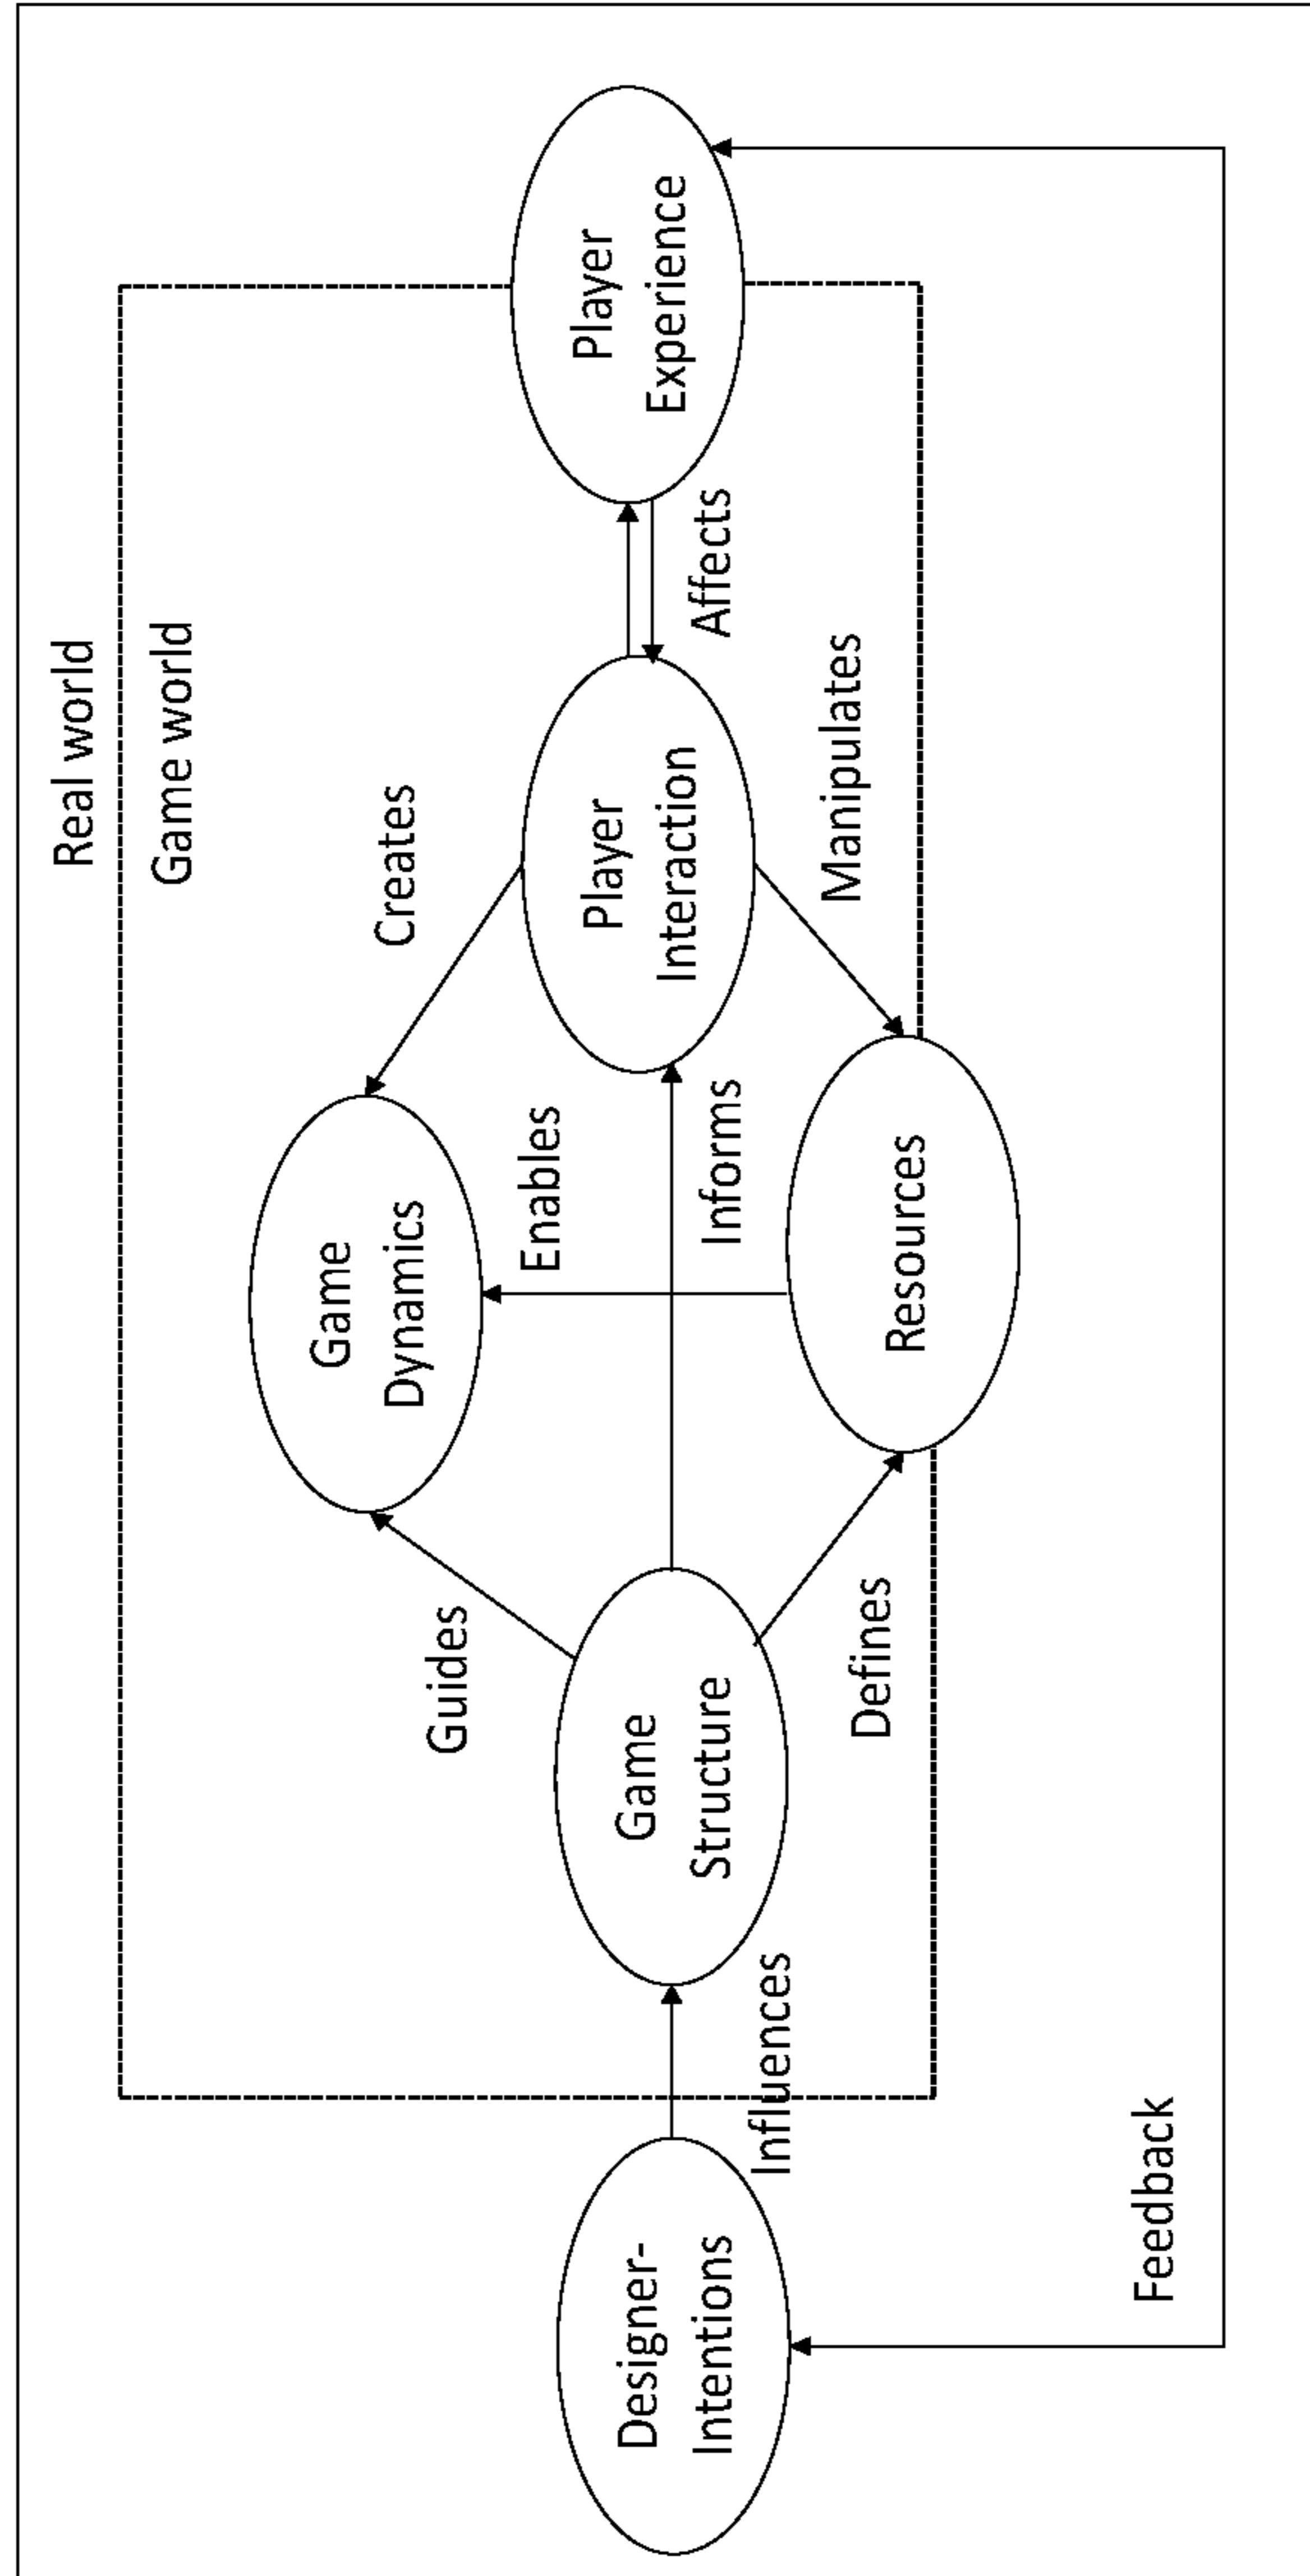 Real world
Game world
Game
Dynamics
Guides
Creates
Enables
Designer-
Intentions
Influences
Game
Structure
Informs
Player
Interaction
Affects
Player
Experience
Defines
Resources
Manipulates
Feedback